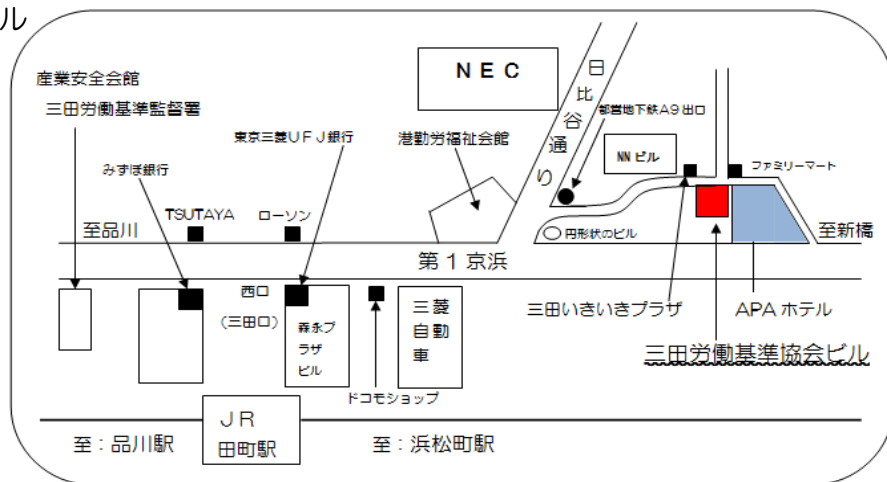 ル
産業安全会館
三田労働基準監督署
みずほ銀行
東京三菱UFJ銀行
港勤労福祉会館
NEC
日比谷通り
都営地下鉄A9出口
NNビル
ファミリーマート
TSUTAYA
ローソン
至品川
円形状のビル
至新橋
第1京浜
西口
(三田口)
森永プ
ラザ
ビル
三菱
自動
車
三田いきいきプラザ
APAホテル
三田労働基準協会ビル
ドコモショップ
JR
田町駅
至:品川駅
至:浜松町駅